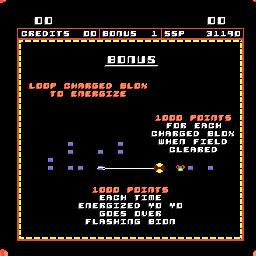 00 00
CREDITS 00 BONUS 1 SSP 31190
BONUS
LOOP CHARGED BLOX
TO ENERGIZE
1000 POINTS
FOR EACH
CHARGED BLOX
WHEN FIELD
CLEARED
1000 POINTS
EACH TIME
ENERGIZED YO YO
GOES OVER
FLASHING BION